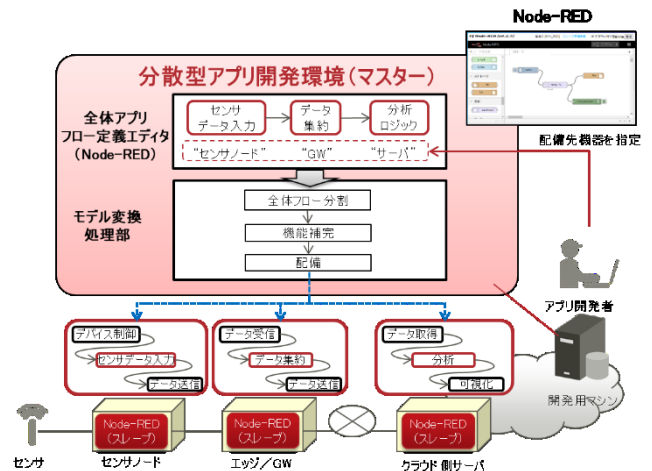 Node-RED
分散型アプリ開発環境(マスター)
全体アプリ
フロー定義エディタ
(Node-RED)
センサ
データ入力
データ
集約
分析
ロジック
“センサノード”
“GW”
“サーバ”
配備先機器を指定
モデル変換
処理部
全体フロー分割
機能補完
配備
アプリ開発者
デバイス制御
センサデータ入力
データ送信
データ受信
データ集約
データ送信
データ取得
分析
可視化
開発用マシン
Node-RED
(スレーブ)
Node-RED
(スレーブ)
Node-RED
(スレーブ)
センサ
センサノード
エッジ/GW
クラウド側サーバ